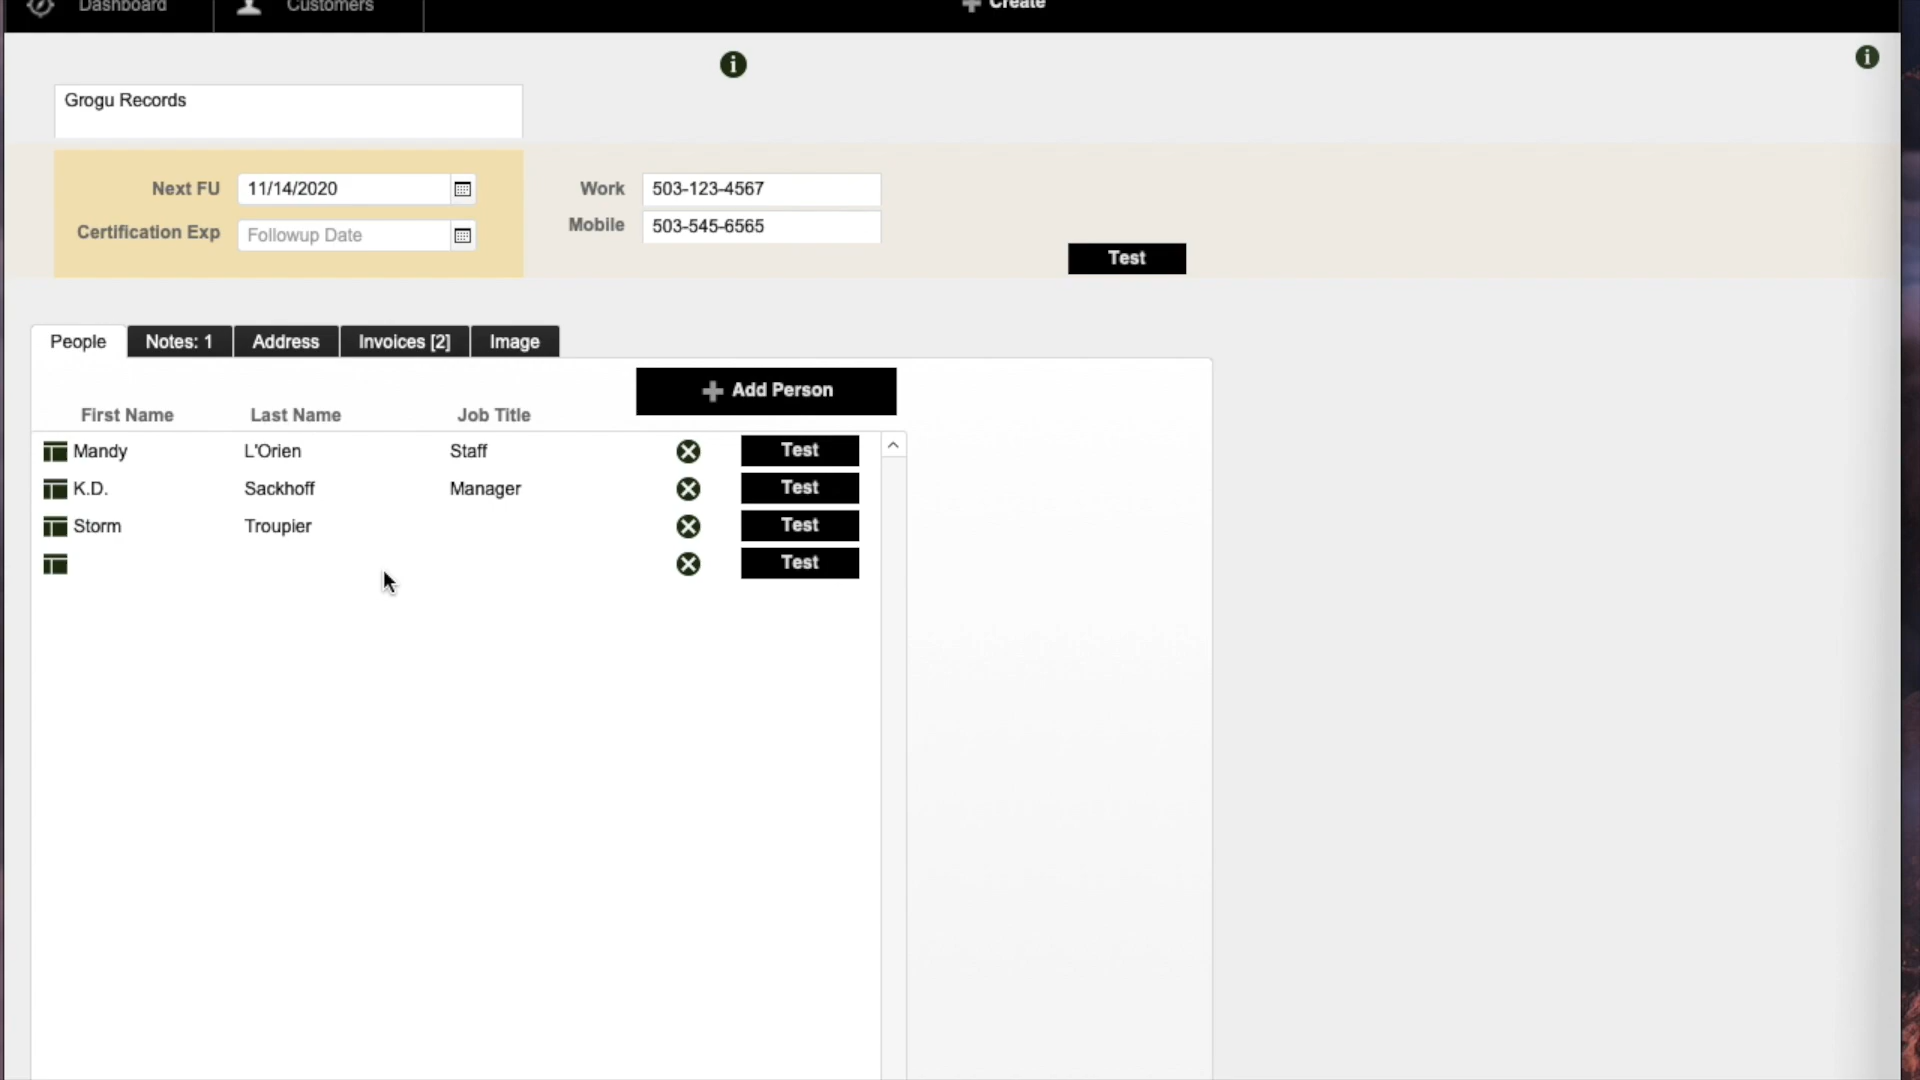 Dashboard Customers Create
Grogu Records
Next FU 11/14/2020
Certification Exp Followup Date
Work 503-123-4567
Mobile 503-545-6565
Test
People Notes: 1 Address Invoices [2] Image
Add Person
First Name Last Name Job Title
Mandy L'Orien Staff Test
K.D. Sackhoff Manager Test
Storm Troupier Test
Test